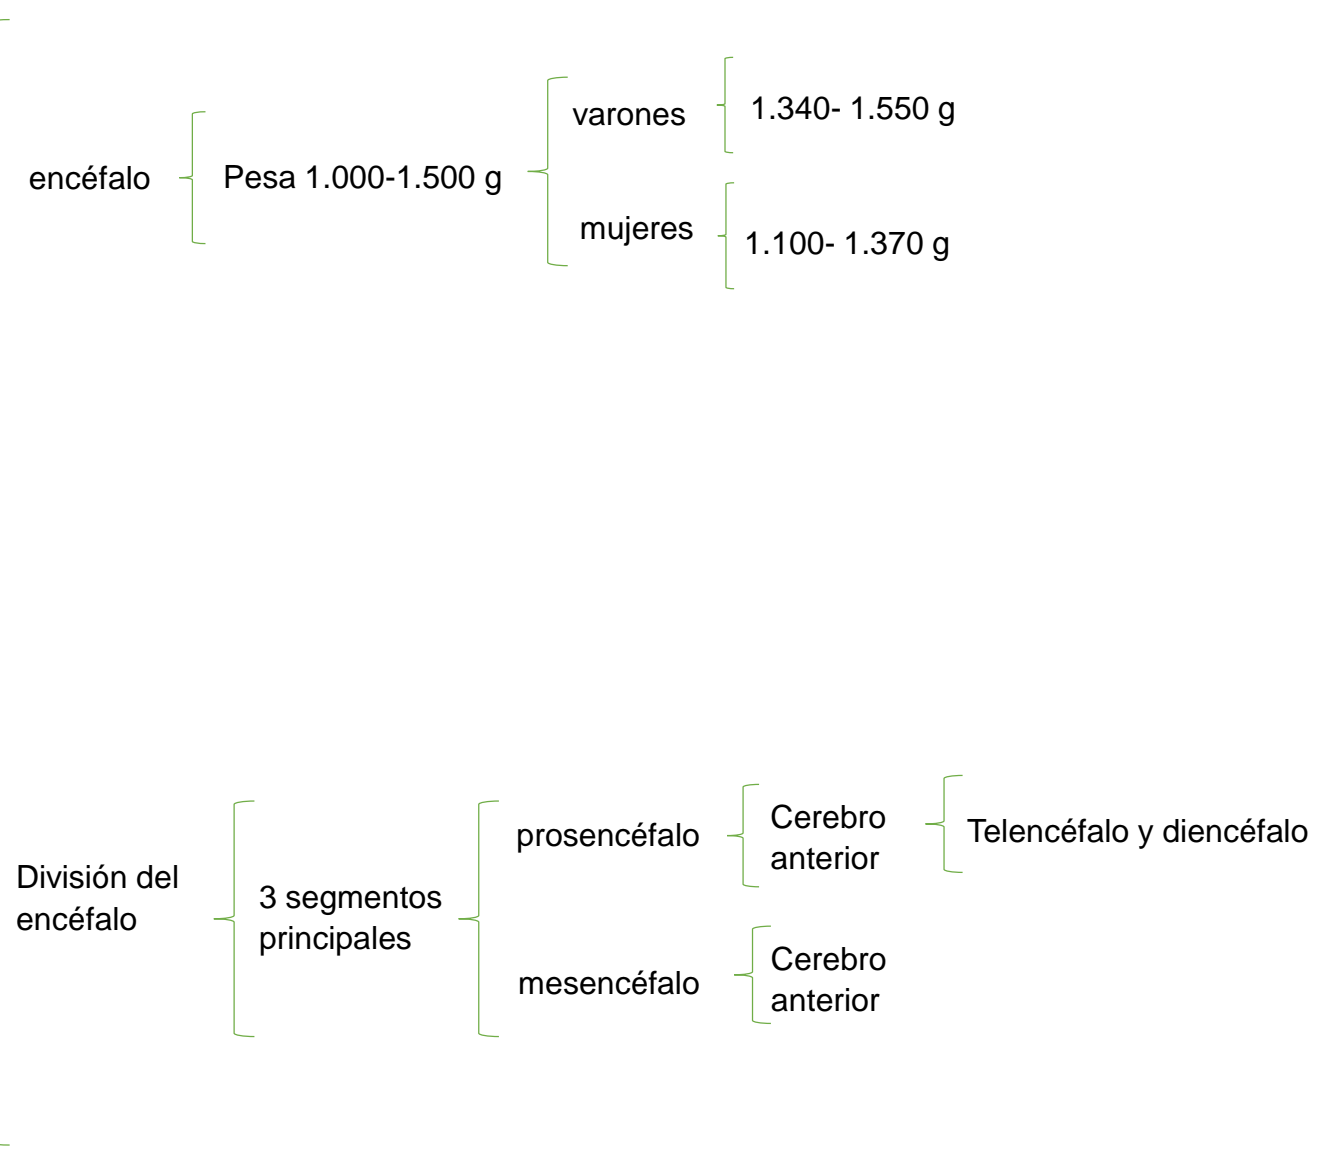 encéfalo
Pesa 1.000-1.500 g
varones
1.340- 1.550 g
mujeres
1.100- 1.370 g
División del
encéfalo
3 segmentos
principales
prosencéfalo
Cerebro
anterior
Telencéfalo y diencéfalo
mesencéfalo
Cerebro
anterior